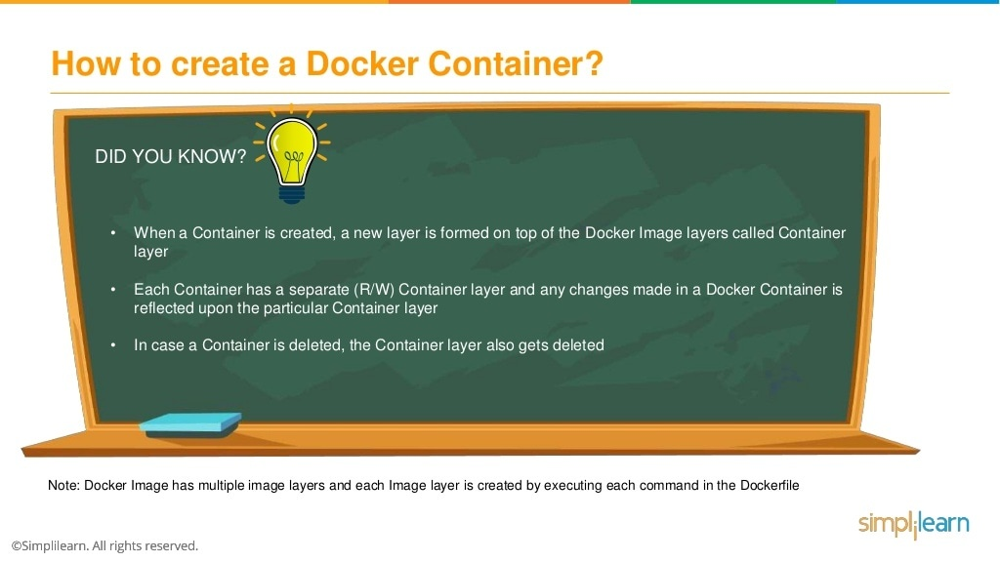 How to create a Docker Container?
DID YOU KNOW?
• When a Container is created, a new layer is formed on top of the Docker Image layers called Container
layer
• Each Container has a separate (R/W) Container layer and any changes made in a Docker Container is
reflected upon the particular Container layer
• In case a Container is deleted, the Container layer also gets deleted
Note: Docker Image has multiple image layers and each Image layer is created by executing each command in the Dockerfile
simplilearn
©Simplilearn. All rights reserved.